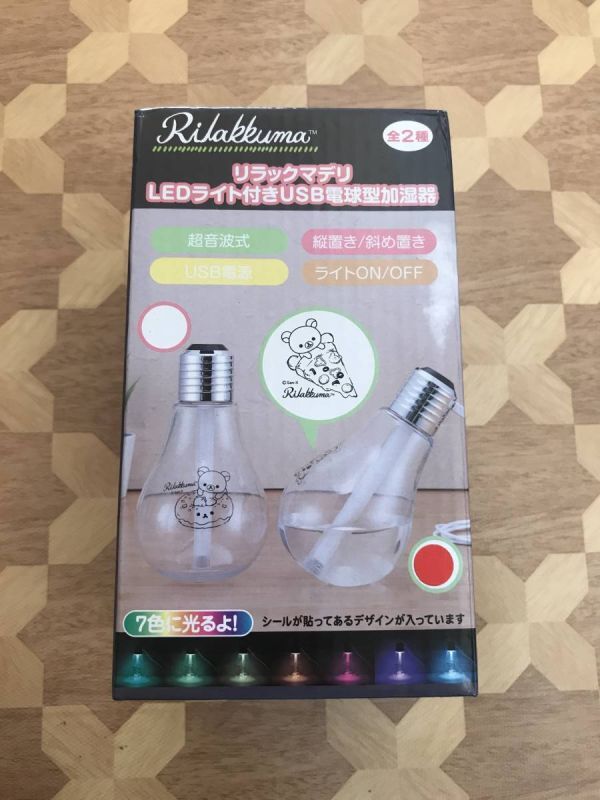 Rilakkuma™
全2種
リラックマデリ
LEDライト付きUSB電球型加湿器
超音波式
縦置き/斜め置き
USB電源
ライトON/OFF
Rilakkuma™
Rilakkuma
7色に光るよ!
シールが貼ってあるデザインが入っています